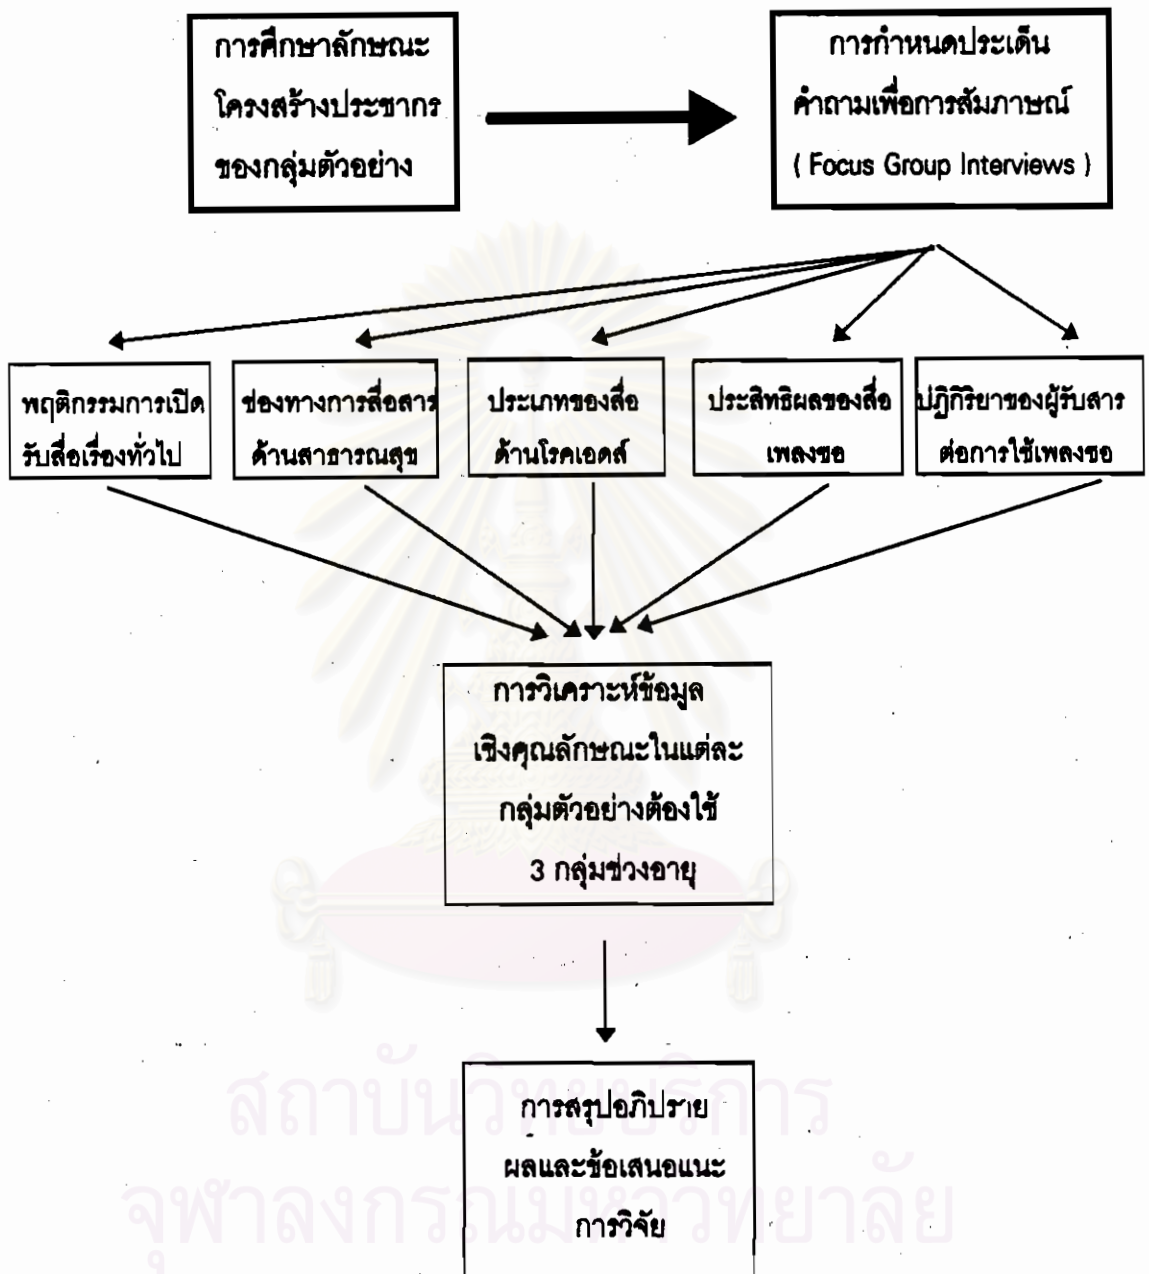 การศึกษาลักษณะ
โครงสร้างประชากร
ของกลุ่มตัวอย่าง
การกำหนดประเด็น
คำถามเพื่อการสัมภาษณ์
( Focus Group Interviews )
พฤติกรรมการเปิด
รับสื่อเรื่องทั่วไป
ช่องทางการสื่อสาร
ด้านสาธารณสุข
ประเภทของสื่อ
ด้านโรคเอดส์
ประสิทธิผลของสื่อ
เพลงซอ
ปฏิกิริยาของผู้รับสาร
ต่อการใช้เพลงซอ
การวิเคราะห์ข้อมูล
เชิงคุณลักษณะในแต่ละ
กลุ่มตัวอย่างต้องใช้
3 กลุ่มช่วงอายุ
การสรุปอภิปราย
ผลและข้อเสนอแนะ
การวิจัย
สถาบันวิทยบริการ
จุฬาลงกรณ์มหาวิทยาลัย